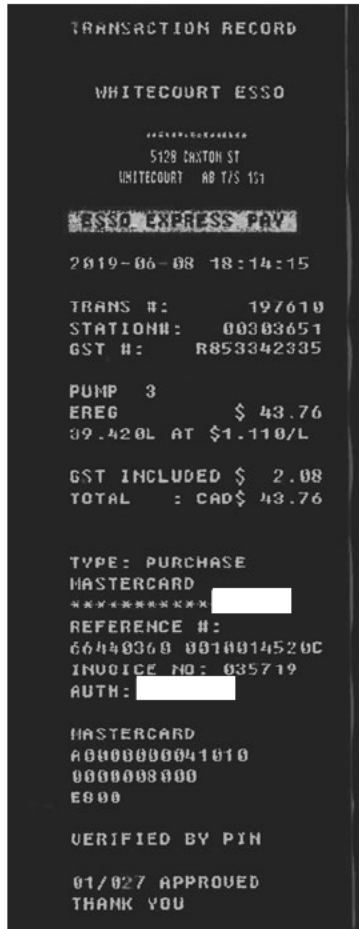 TRANSACTION RECORD
WHITECOURT ESSO
5128 CAXTON ST
WHITECOURT AB T7S 1S1
ESSO EXPRESS PAY
2019-06-08 18:14:15
TRANS #: 197610
STATION#: 00303651
GST #: R853342335
PUMP 3
EREG $ 43.76
39.420L AT $1.110/L
GST INCLUDED $ 2.08
TOTAL : CAD$ 43.76
TYPE: PURCHASE
MASTERCARD
************
REFERENCE #:
66440360 0010014520C
INVOICE NO: 035719
AUTH:
MASTERCARD
A0000000041010
0000008000
E800
VERIFIED BY PIN
01/027 APPROVED
THANK YOU